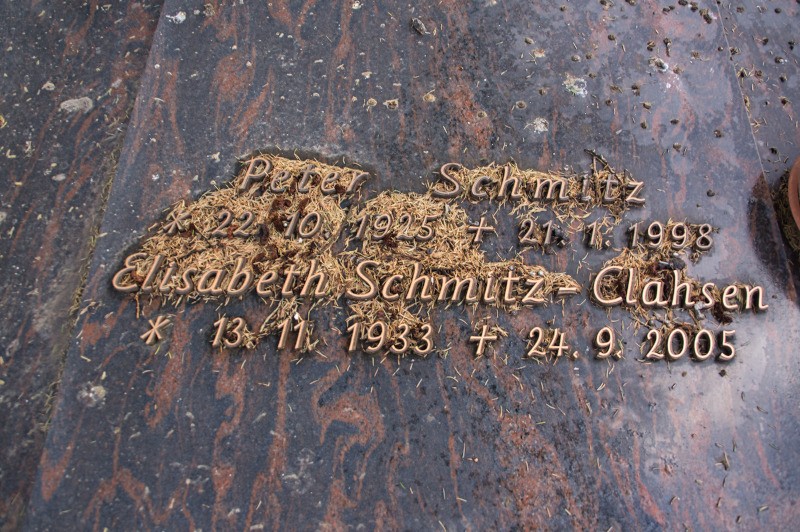 Peter Schmitz
* 22. 10. 1925 + 21. 1. 1998
Elisabeth Schmitz-Clahsen
* 13. 11. 1933 + 24. 9. 2005